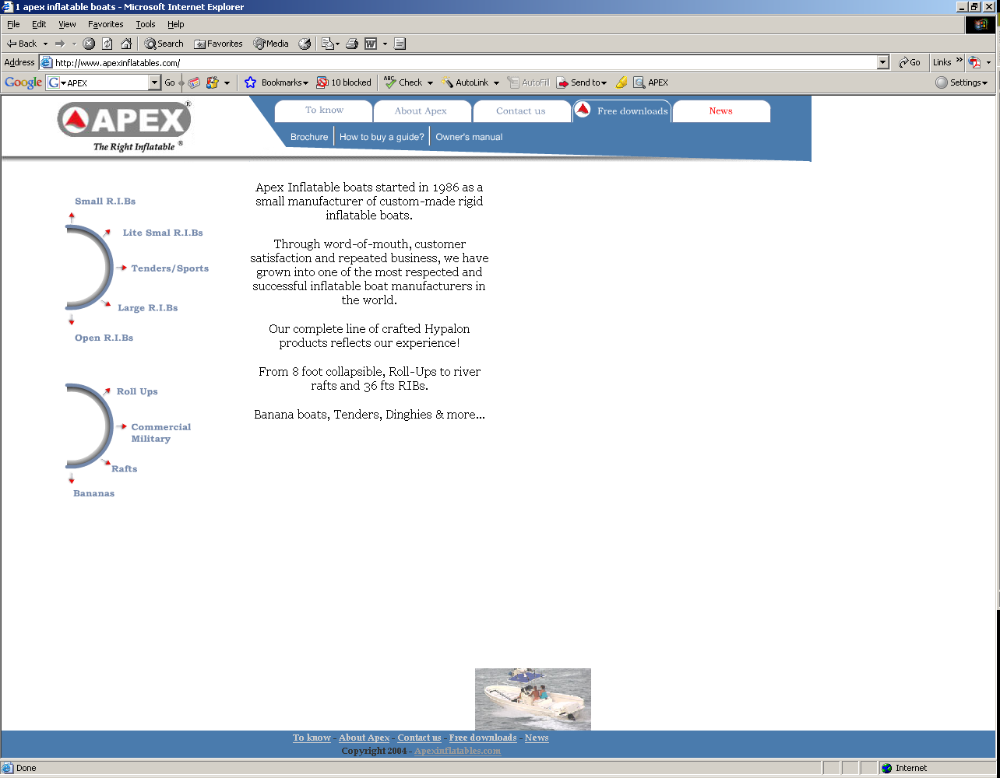 1 apex inflatable boats - Microsoft Internet Explorer
File Edit View Favorites Tools Help
Back Search Favorites Media
Address http://www.apexinflatables.com/ Go Links »
Google G APEX Go Bookmarks 10 blocked ABC Check AutoLink AutoFill Send to APEX Settings
APEX®
The Right Inflatable ®
To know About Apex Contact us Free downloads News
Brochure How to buy a guide? Owner's manual
Small R.I.Bs
Lite Smal R.I.Bs
Tenders/Sports
Large R.I.Bs
Open R.I.Bs
Roll Ups
Commercial
Military
Rafts
Bananas
Apex Inflatable boats started in 1986 as a
small manufacturer of custom-made rigid
inflatable boats.
Through word-of-mouth, customer
satisfaction and repeated business, we have
grown into one of the most respected and
successful inflatable boat manufacturers in
the world.
Our complete line of crafted Hypalon
products reflects our experience!
From 8 foot collapsible, Roll-Ups to river
rafts and 36 fts RIBs.
Banana boats, Tenders, Dinghies & more...
To know - About Apex - Contact us - Free downloads - News
Copyright 2004 - Apexinflatables.com
Done Internet